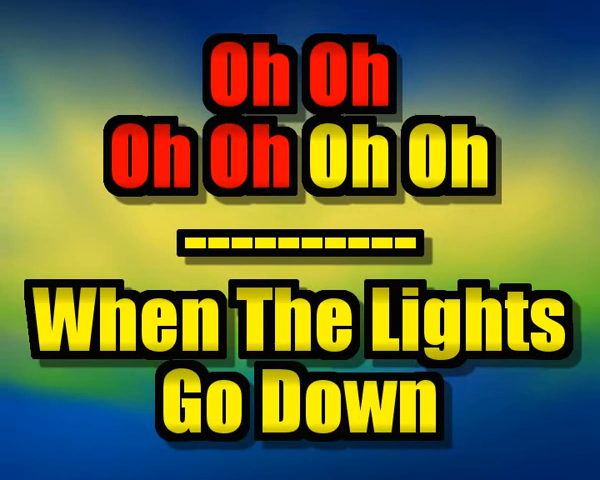 Oh Oh
Oh Oh Oh Oh
----------
When The Lights
Go Down